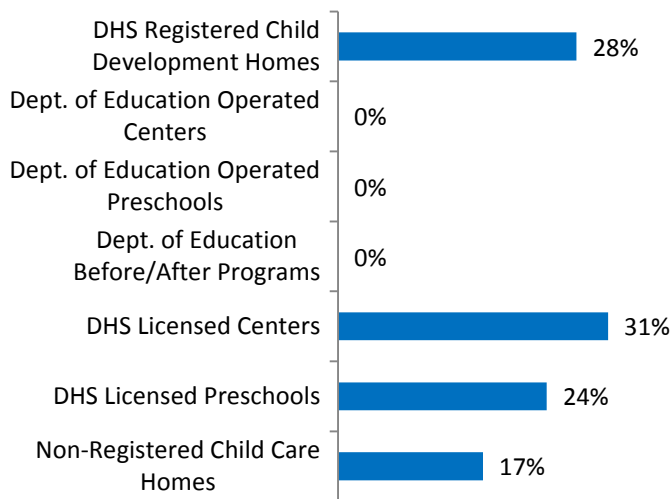 DHS Registered Child
Development Homes
28%
Dept. of Education Operated
Centers
0%
Dept. of Education Operated
Preschools
0%
Dept. of Education
Before/After Programs
0%
DHS Licensed Centers
31%
DHS Licensed Preschools
24%
Non-Registered Child Care
Homes
17%